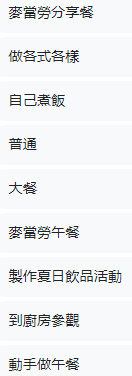 麥當勞分享餐
做各式各樣
自己煮飯
普通
大餐
麥當勞午餐
製作夏日飲品活動
到廚房參觀
動手做午餐